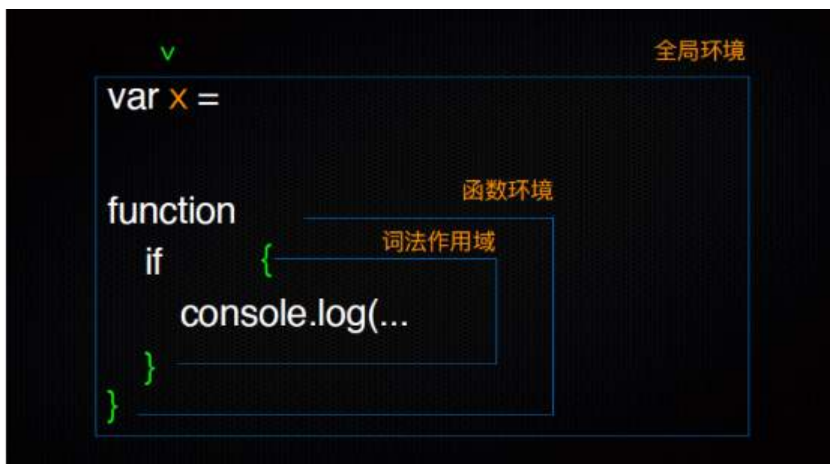 v
全局环境
var x =
函数环境
function
词法作用域
if {
console.log(...
}
}